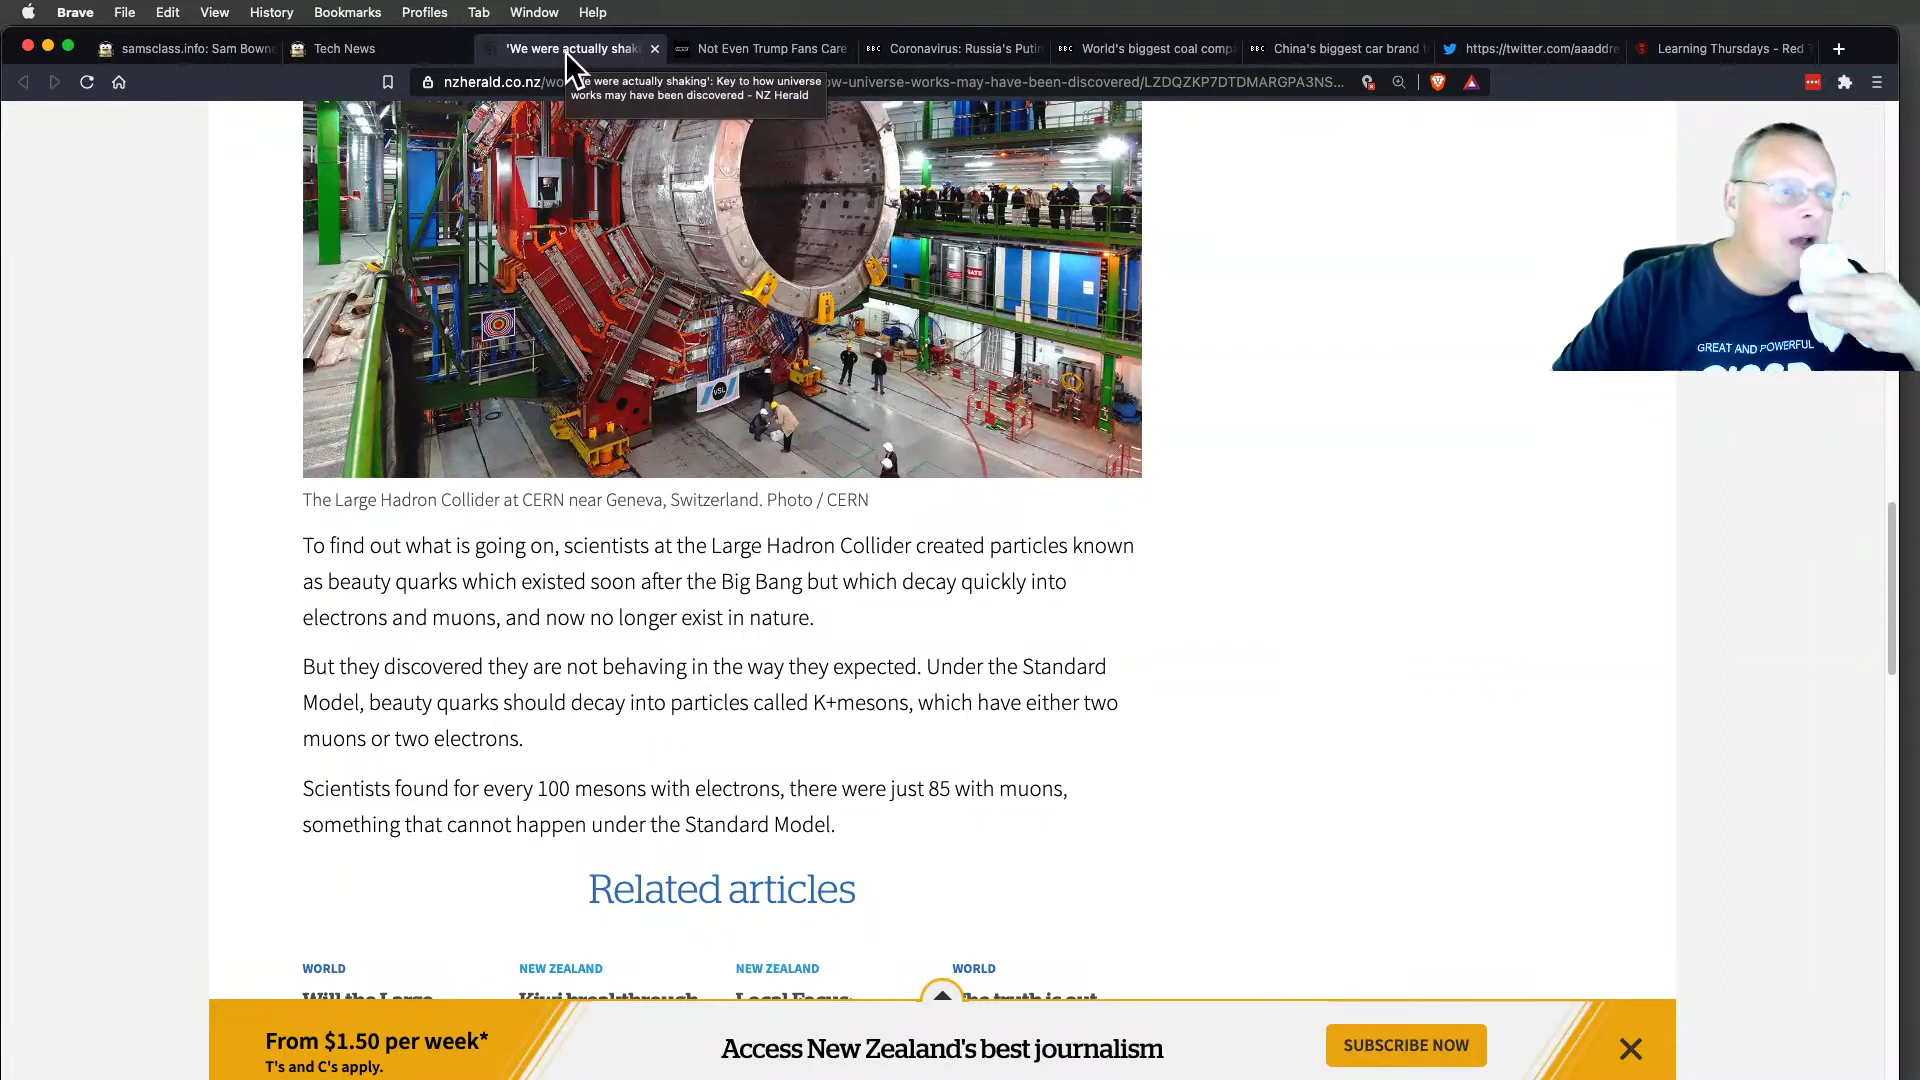 Brave File Edit View History Bookmarks Profiles Tab Window Help
samsclass.info: Sam Bowne
Tech News
'We were actually shak
Not Even Trump Fans Care
BBC Coronavirus: Russia's Puti
BBC World's biggest coal comp
BBC China's biggest car brand
https://twitter.com/aaaddre
Learning Thursdays - Red
nzherald.co.nz/wo
ow-universe-works-may-have-been-discovered/LZDQZKP7DTDMARGPA3NS...
were actually shaking': Key to how universe
works may have been discovered - NZ Herald
GREAT AND POWERFUL
VSL
The Large Hadron Collider at CERN near Geneva, Switzerland. Photo / CERN
To find out what is going on, scientists at the Large Hadron Collider created particles known
as beauty quarks which existed soon after the Big Bang but which decay quickly into
electrons and muons, and now no longer exist in nature.
But they discovered they are not behaving in the way they expected. Under the Standard
Model, beauty quarks should decay into particles called K+mesons, which have either two
muons or two electrons.
Scientists found for every 100 mesons with electrons, there were just 85 with muons,
something that cannot happen under the Standard Model.
Related articles
WORLD NEW ZEALAND NEW ZEALAND WORLD
Will the Large Kiwi breakthrough Local Focus: The truth is out
From $1.50 per week*
T's and C's apply.
Access New Zealand's best journalism
SUBSCRIBE NOW